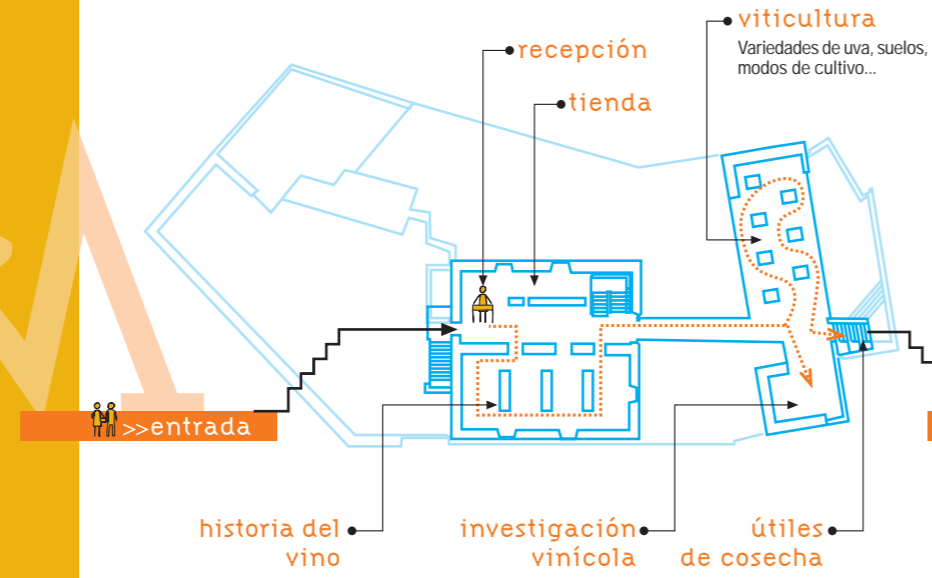 viticultura
Variedades de uva, suelos,
modos de cultivo...
recepción
tienda
>>entrada
historia del
vino
investigación
vinícola
útiles
de cosecha